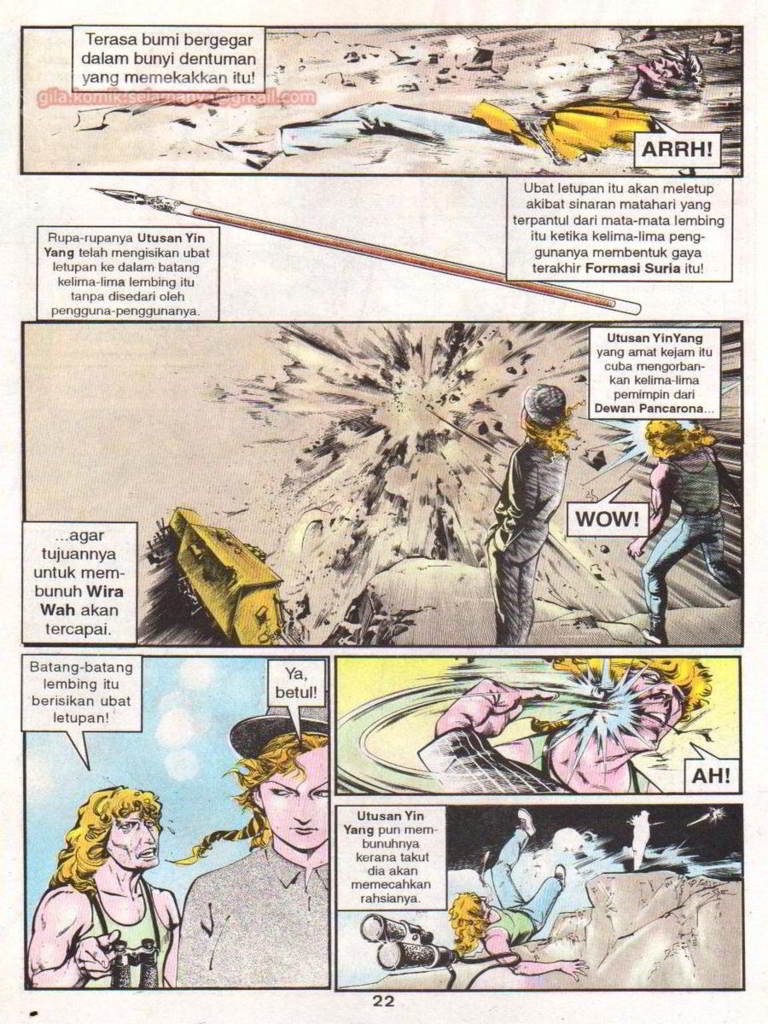 Terasa bumi bergegar
dalam bunyi dentuman
yang memekakkan itu!
gila.komik.selamanya@gmail.com
ARRH!
Ubat letupan itu akan meletup
akibat sinaran matahari yang
terpantul dari mata-mata lembing
itu ketika kelima-lima peng-
gunanya membentuk gaya
terakhir Formasi Suria itu!
Rupa-rupanya Utusan Yin
Yang telah mengisikan ubat
letupan ke dalam batang
kelima-lima lembing itu
tanpa disedari oleh
pengguna-penggunanya.
Utusan YinYang
yang amat kejam itu
cuba mengorban-
kan kelima-lima
pemimpin dari
Dewan Pancarona...
WOW!
...agar
tujuannya
untuk mem-
bunuh Wira
Wah akan
tercapai.
Batang-batang
lembing itu
berisikan ubat
letupan!
Ya,
betul!
AH!
Utusan Yin
Yang pun mem-
bunuhnya
kerana takut
dia akan
memecahkan
rahsianya.
22